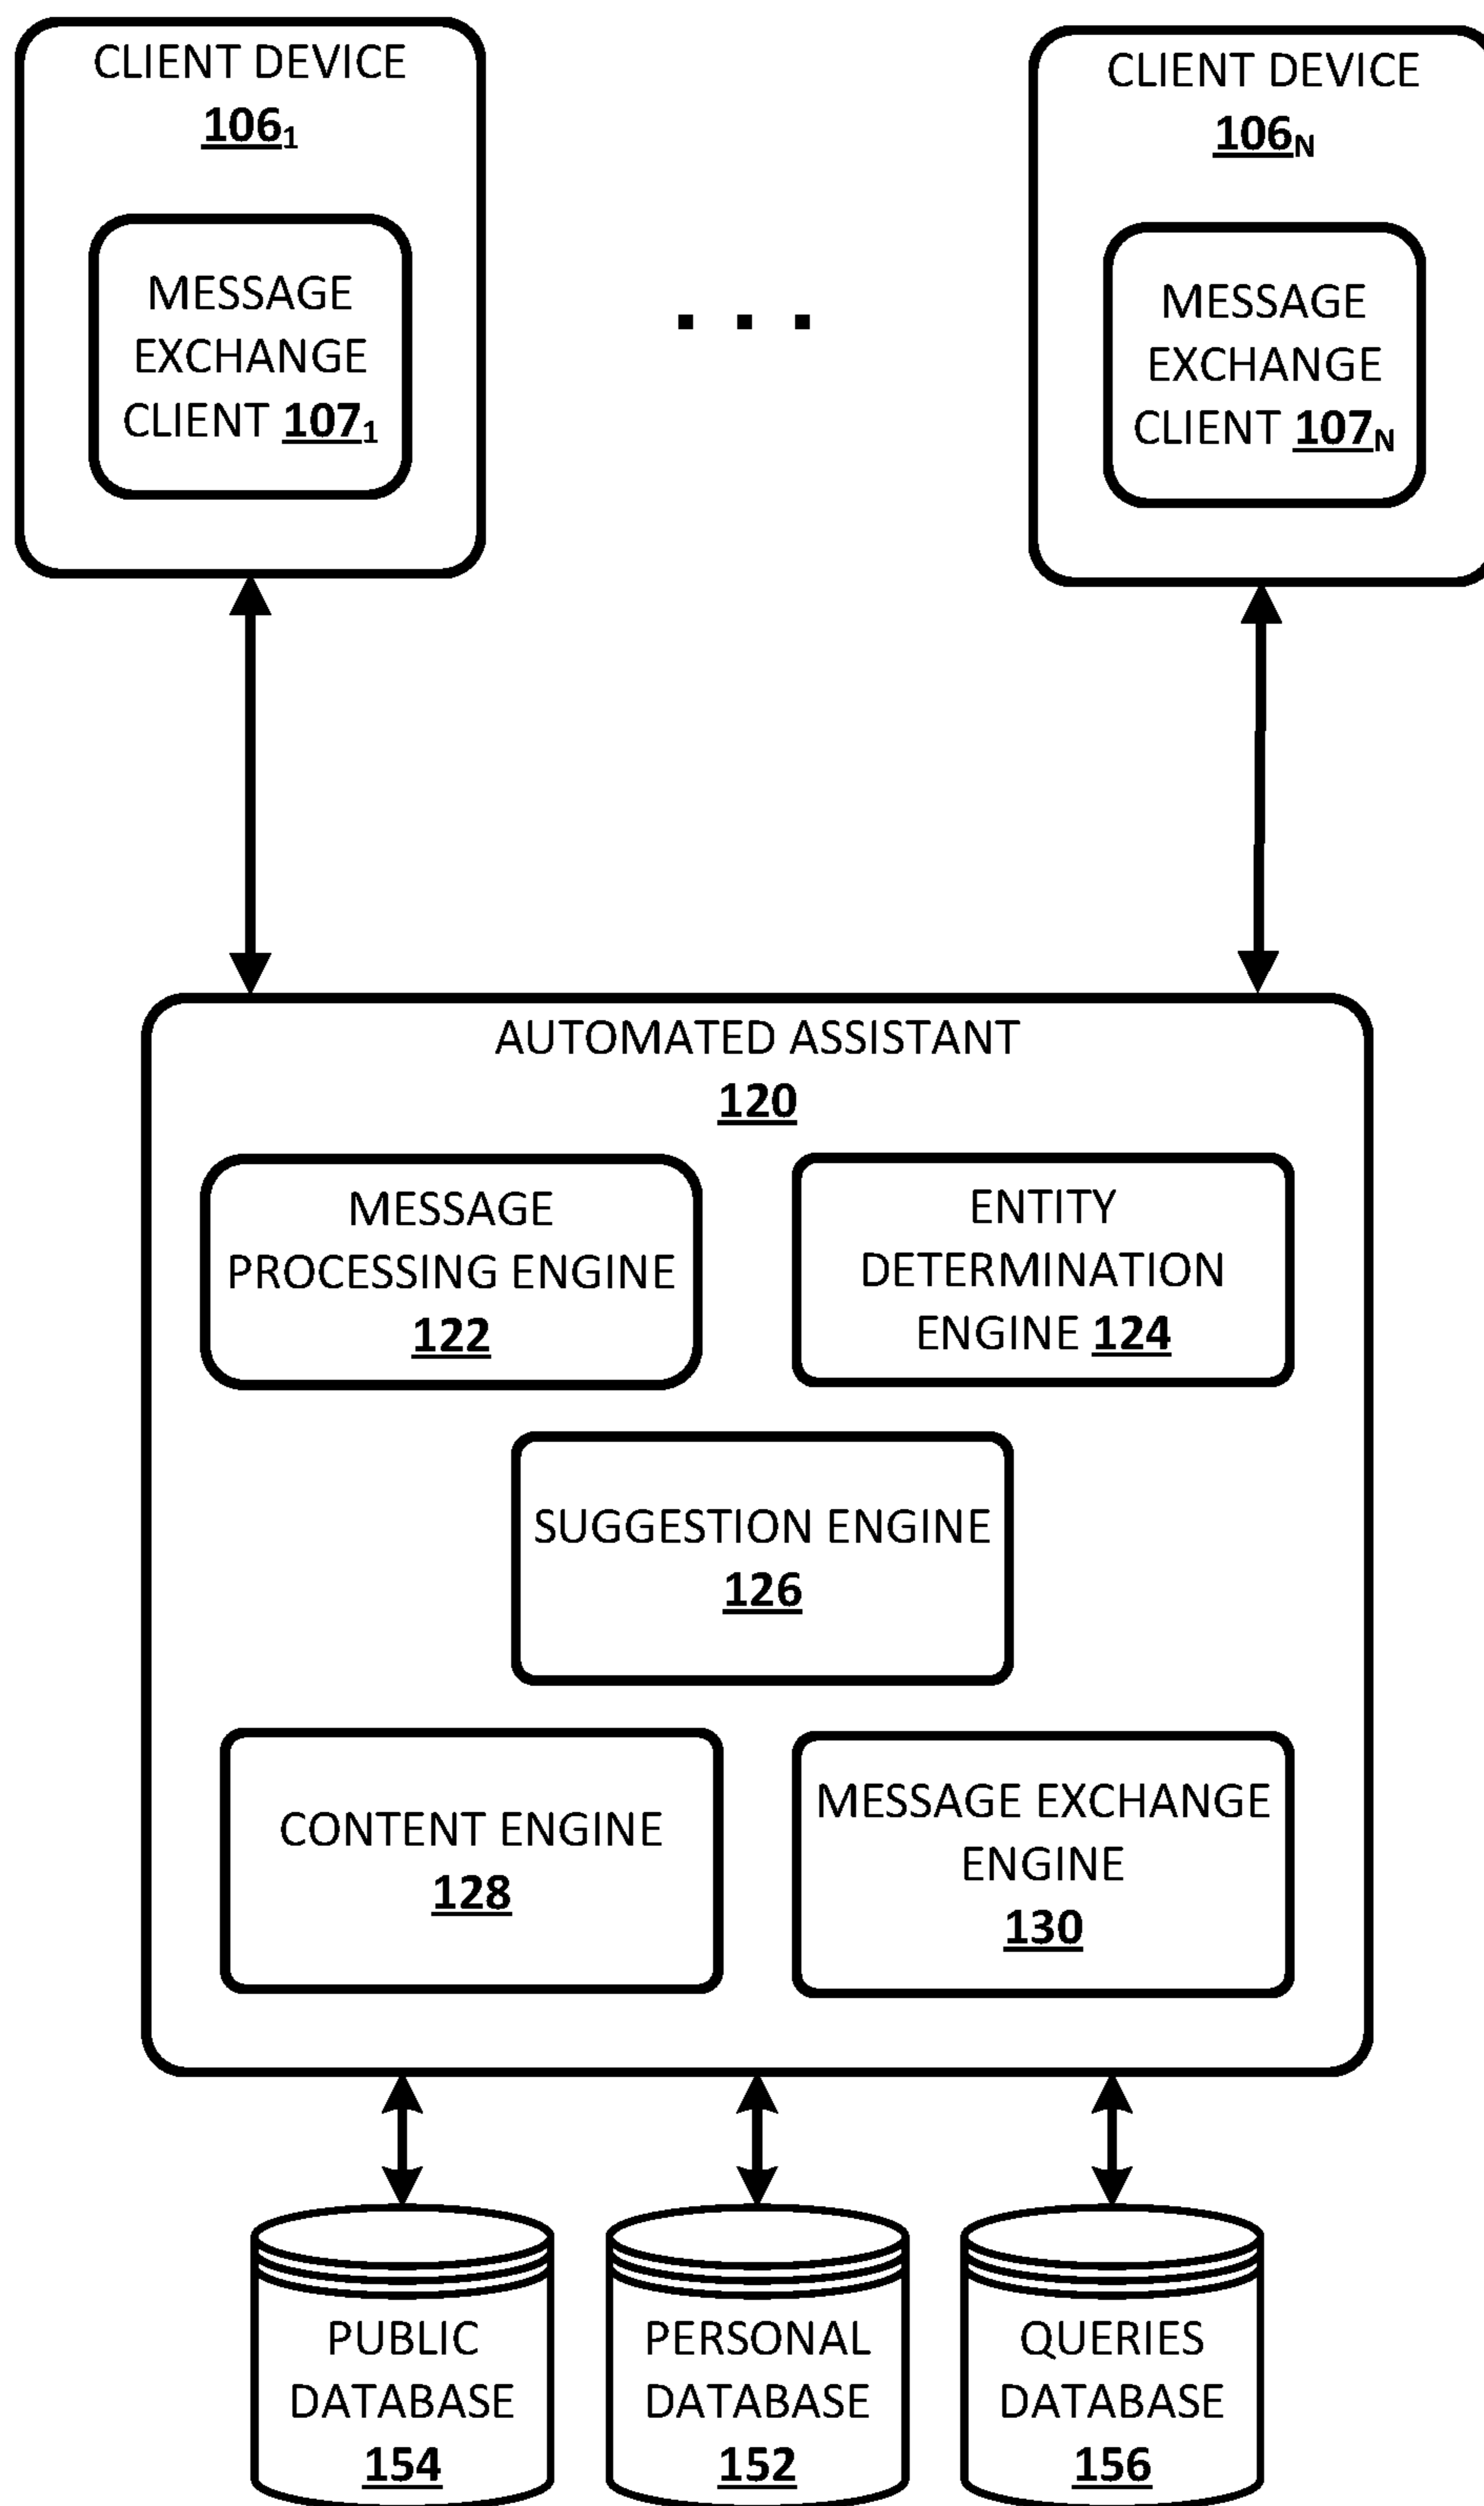 CLIENT DEVICE
106₁
MESSAGE
EXCHANGE
CLIENT 107₁
. . .
CLIENT DEVICE
106N
MESSAGE
EXCHANGE
CLIENT 107N
AUTOMATED ASSISTANT
120
MESSAGE
PROCESSING ENGINE
122
ENTITY
DETERMINATION
ENGINE 124
SUGGESTION ENGINE
126
CONTENT ENGINE
128
MESSAGE EXCHANGE
ENGINE
130
PUBLIC
DATABASE
154
PERSONAL
DATABASE
152
QUERIES
DATABASE
156